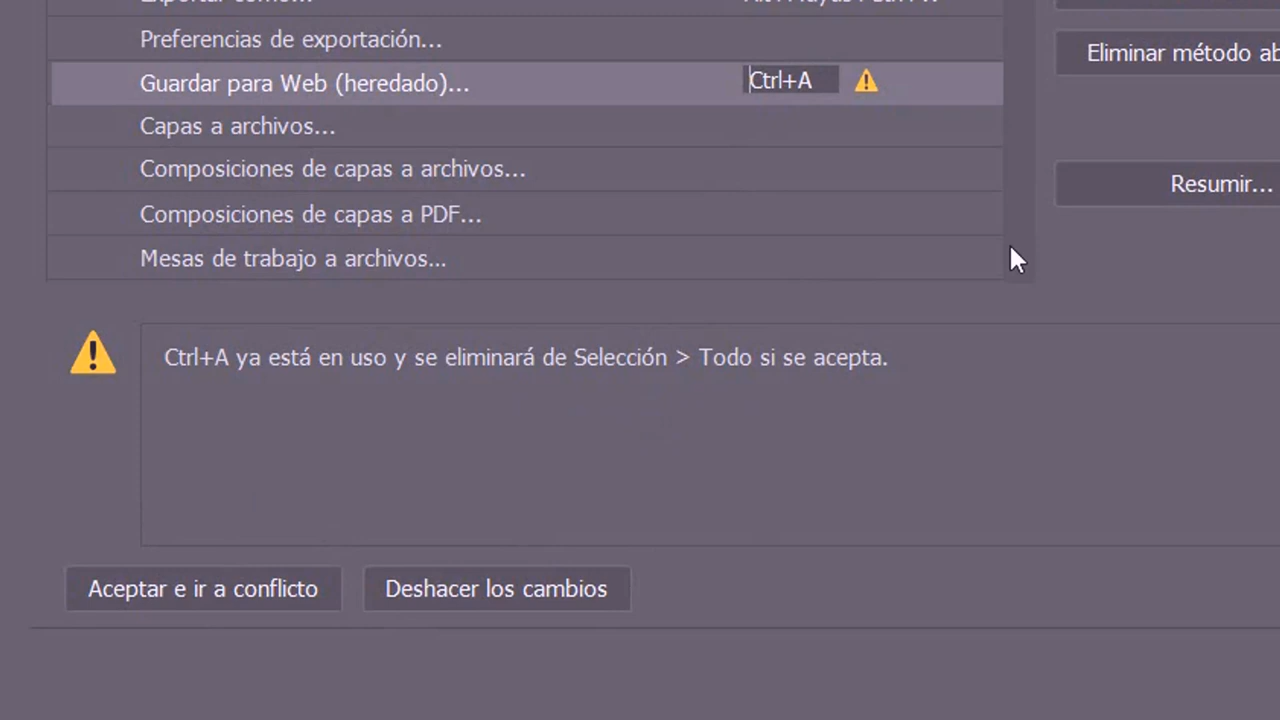 Preferencias de exportación...
Eliminar método ab
Guardar para Web (heredado)... Ctrl+A
Capas a archivos...
Composiciones de capas a archivos...
Resumir...
Composiciones de capas a PDF...
Mesas de trabajo a archivos...
Ctrl+A ya está en uso y se eliminará de Selección > Todo si se acepta.
Aceptar e ir a conflicto Deshacer los cambios